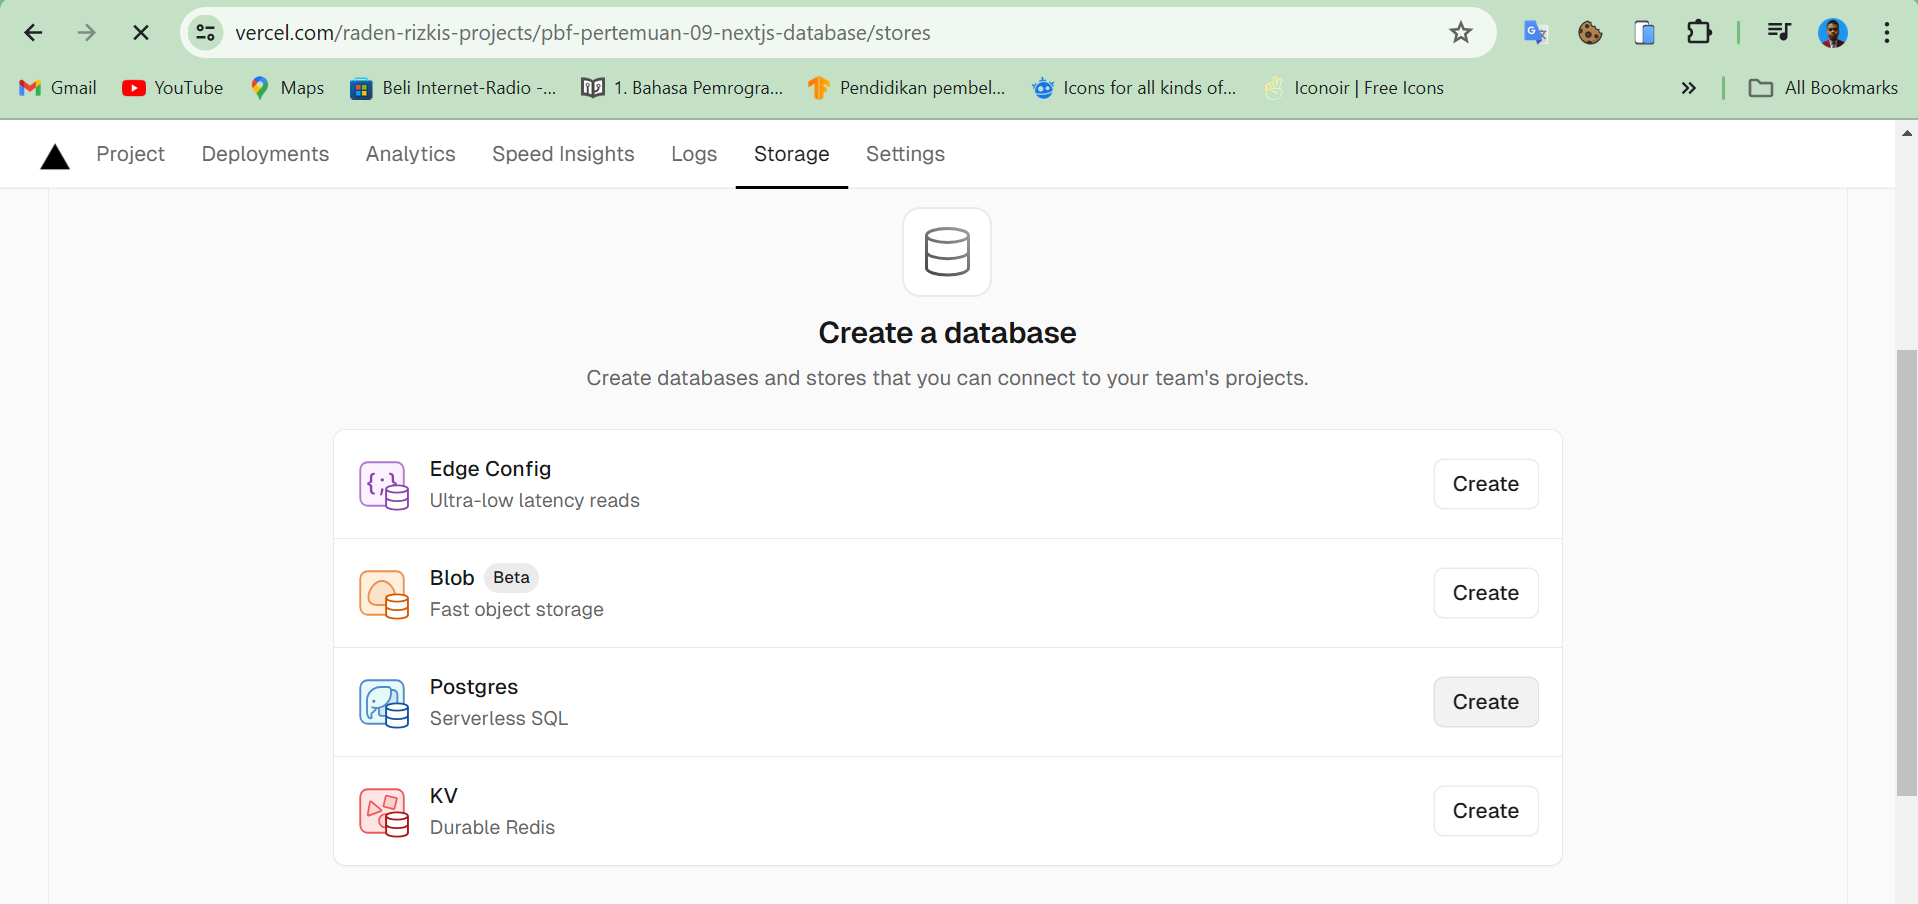 vercel.com/raden-rizkis-projects/pbf-pertemuan-09-nextjs-database/stores
Gmail YouTube Maps Beli Internet-Radio -... 1. Bahasa Pemrogra... Pendidikan pembel... Icons for all kinds of... Iconoir | Free Icons » All Bookmarks
Project Deployments Analytics Speed Insights Logs Storage Settings
Create a database
Create databases and stores that you can connect to your team's projects.
Edge Config
Ultra-low latency reads
Create
Blob Beta
Fast object storage
Create
Postgres
Serverless SQL
Create
KV
Durable Redis
Create